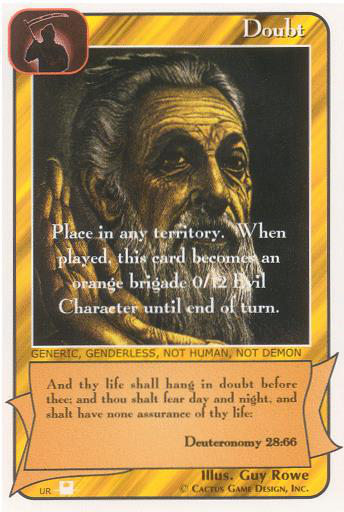 Doubt
Place in any territory. When
played, this card becomes an
orange brigade 0/12 Evil
Character until end of turn.
GENERIC, GENDERLESS, NOT HUMAN, NOT DEMON
And thy life shall hang in doubt before
thee; and thou shalt fear day and night, and
shalt have none assurance of thy life:
Deuteronomy 28:66
Illus. Guy Rowe
UR
© CACTUS GAME DESIGN, INC.